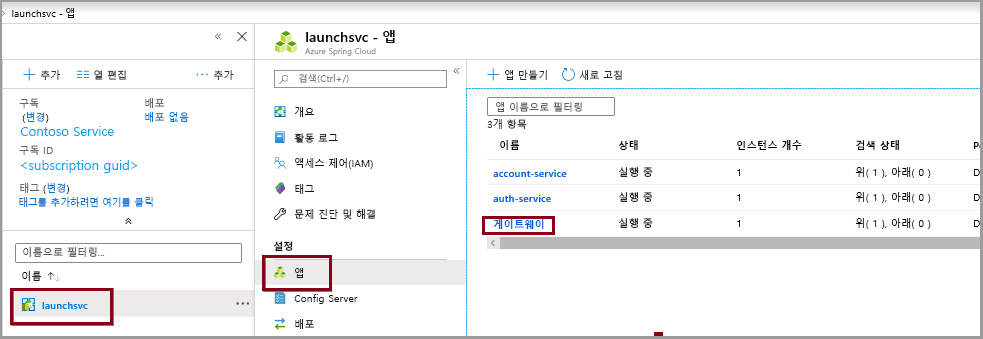 launchsvc - 앱
«
추가
열 편집
··· 추가
구독
(변경)
배포
배포 없음
Contoso Service
구독 ID
<subscription guid>
태그 (변경)
태그를 추가하려면 여기를 클릭
이름으로 필터링...
이름 ↑↓
launchsvc
···
launchsvc - 앱
Azure Spring Cloud
검색(Ctrl+/)
«
개요
활동 로그
액세스 제어(IAM)
태그
문제 진단 및 해결
설정
앱
Config Server
배포
앱 만들기
새로 고침
앱 이름으로 필터링
3개 항목
이름 상태 인스턴스 개수 검색 상태
account-service 실행 중 1 위( 1 ), 아래( 0 ) D
auth-service 실행 중 1 위( 1 ), 아래( 0 ) D
게이트웨이 실행 중 1 위( 1 ), 아래( 0 ) D